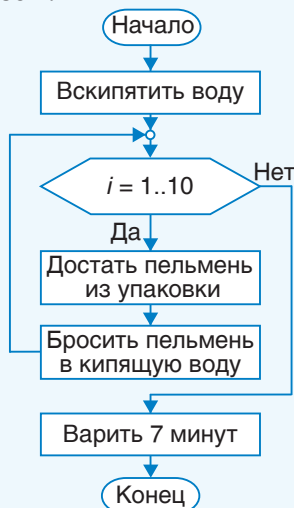 Начало
Вскипятить воду
i = 1..10
Нет
Да
Достать пельмень
из упаковки
Бросить пельмень
в кипящую воду
Варить 7 минут
Конец